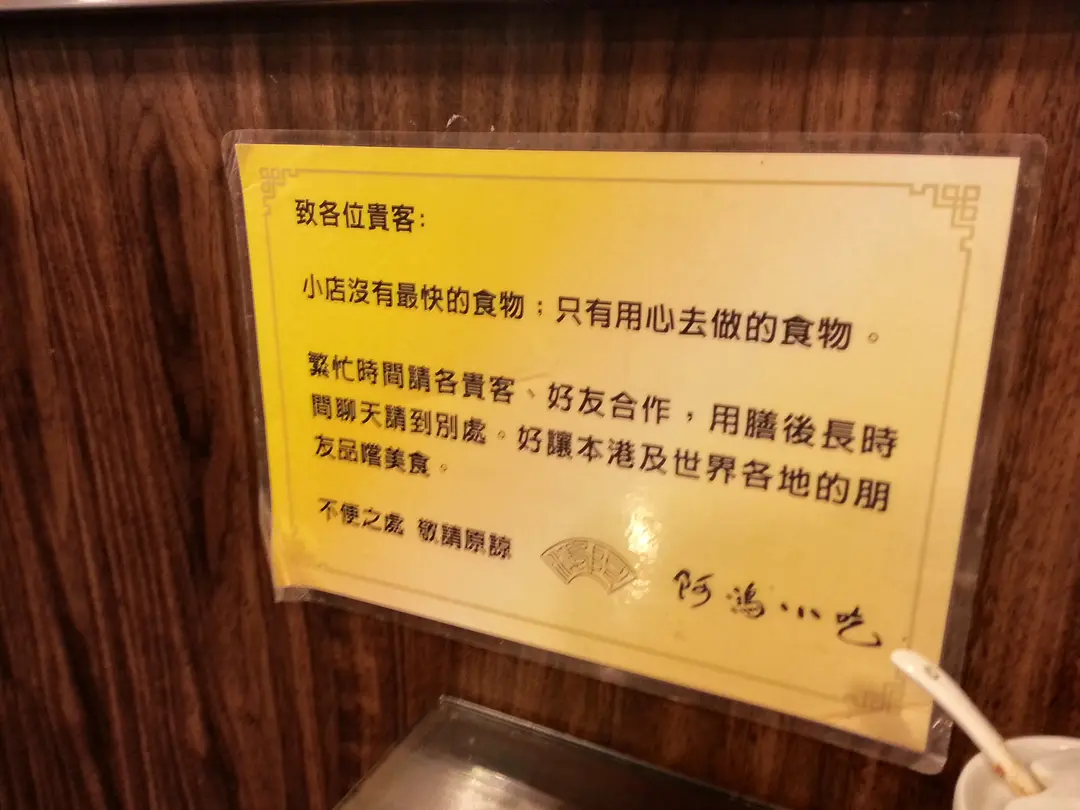 致各位貴客:
小店沒有最快的食物；只有用心去做的食物。
繁忙時間請各貴客、好友合作，用膳後長時
間聊天請到別處。好讓本港及世界各地的朋
友品嚐美食。
不便之處 敬請原諒
阿鴻小吃